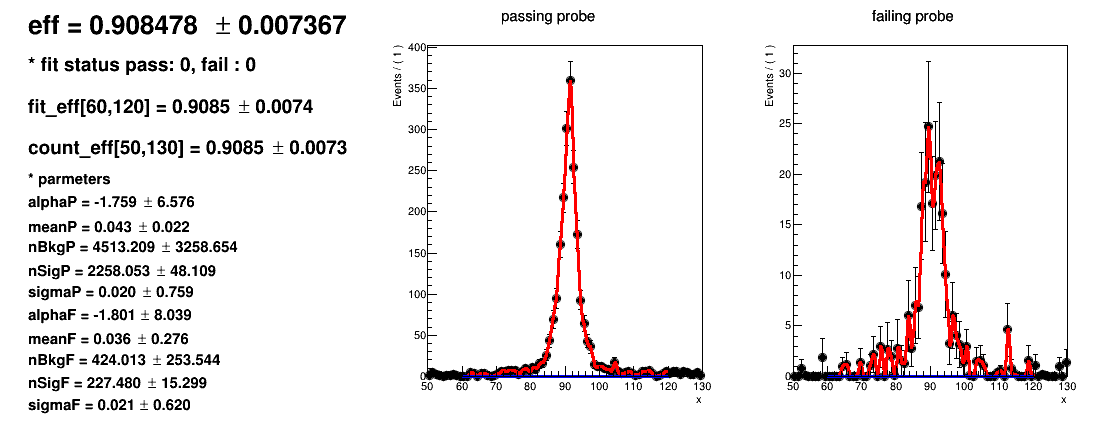 eff = 0.908478 ± 0.007367
* fit status pass: 0, fail : 0
fit_eff[60,120] = 0.9085 ± 0.0074
count_eff[50,130] = 0.9085 ± 0.0073
* parmeters
alphaP = -1.759 ± 6.576
meanP = 0.043 ± 0.022
nBkgP = 4513.209 ± 3258.654
nSigP = 2258.053 ± 48.109
sigmaP = 0.020 ± 0.759
alphaF = -1.801 ± 8.039
meanF = 0.036 ± 0.276
nBkgF = 424.013 ± 253.544
nSigF = 227.480 ± 15.299
sigmaF = 0.021 ± 0.620
passing probe
Events / ( 1 )
400
350
300
250
200
150
100
50
0
50 60 70 80 90 100 110 120 130
x
failing probe
Events / ( 1 )
30
25
20
15
10
5
0
50 60 70 80 90 100 110 120 130
x